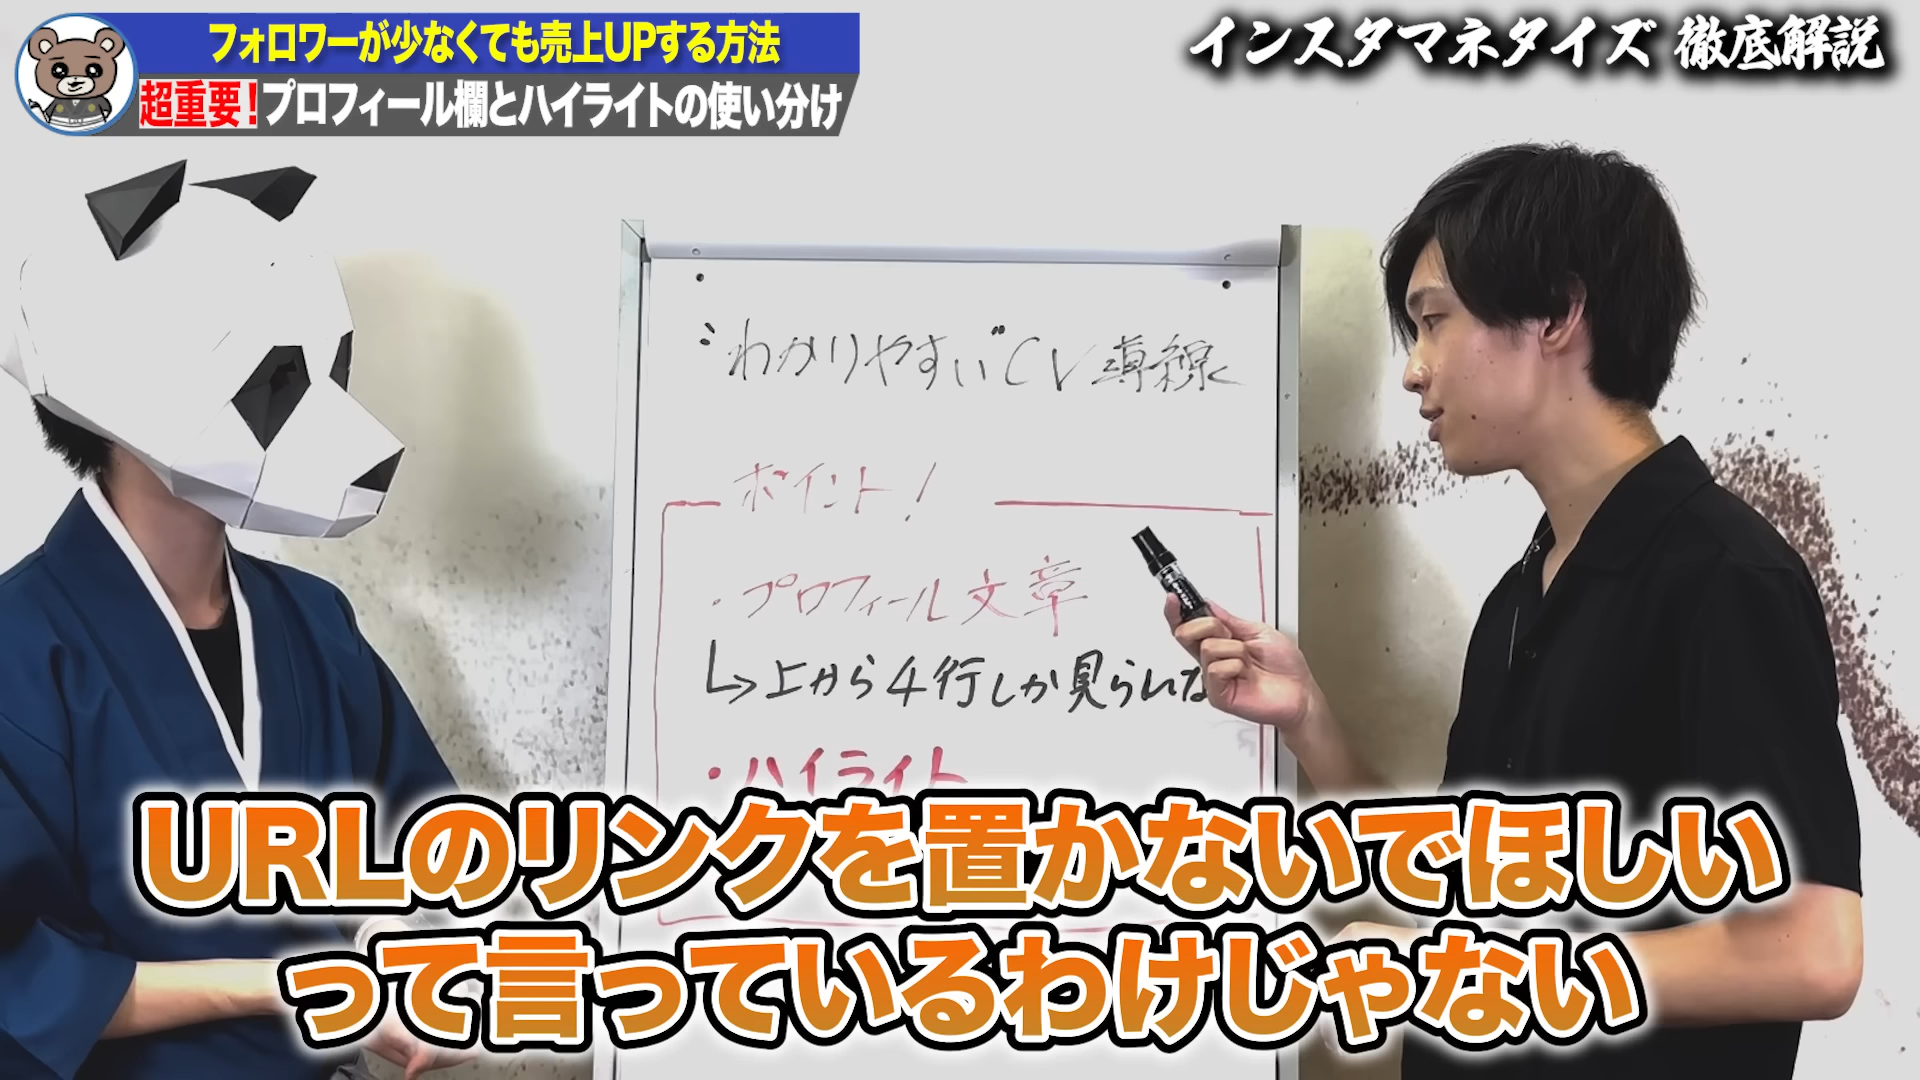 フォロワーが少なくても売上UPする方法
超重要!プロフィール欄とハイライトの使い分け
インスタマネタイズ 徹底解説
"わかりやすい"CV導線
ポイント!
・プロフィール文章
↳上から4行しか見られな
・ハイライト
URLのリンクを置かないでほしい
って言っているわけじゃない